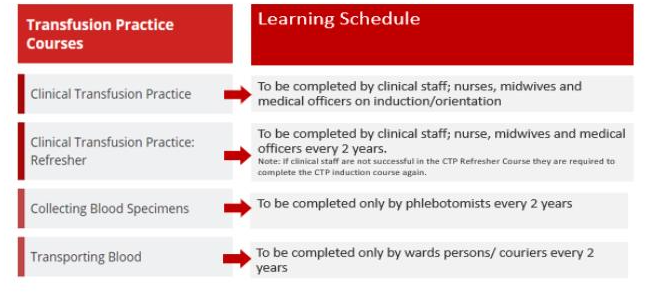 Transfusion Practice
Courses
Learning Schedule
Clinical Transfusion Practice
To be completed by clinical staff; nurses, midwives and
medical officers on induction/orientation
Clinical Transfusion Practice:
Refresher
To be completed by clinical staff; nurse, midwives and medical
officers every 2 years.
Note: If clinical staff are not successful in the CTP Refresher Course they are required to
complete the CTP induction course again.
Collecting Blood Specimens
To be completed only by phlebotomists every 2 years
Transporting Blood
To be completed only by wards persons/ couriers every 2
years